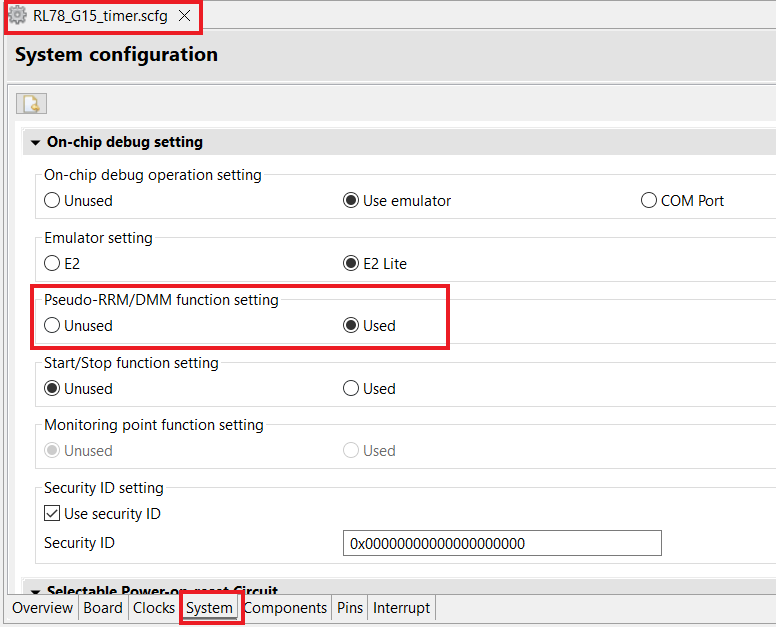 RL78_G15_timer.scfg
System configuration
On-chip debug setting
On-chip debug operation setting
Unused Use emulator COM Port
Emulator setting
E2 E2 Lite
Pseudo-RRM/DMM function setting
Unused Used
Start/Stop function setting
Unused Used
Monitoring point function setting
Unused Used
Security ID setting
Use security ID
Security ID 0x00000000000000000000
Selectable Power-on-reset Circuit
Overview Board Clocks System Components Pins Interrupt